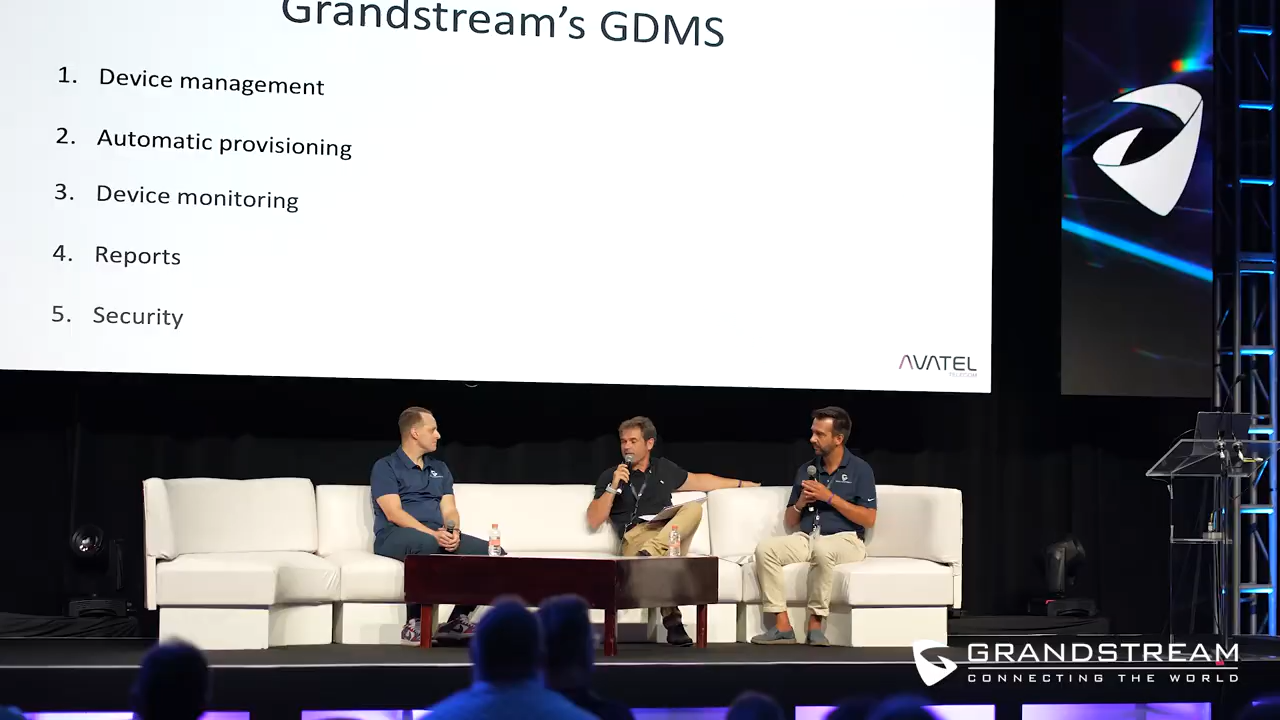 Grandstream's GDMS
1. Device management
2. Automatic provisioning
3. Device monitoring
4. Reports
5. Security
AVATEL
TELECOM
GRANDSTREAM
CONNECTING THE WORLD